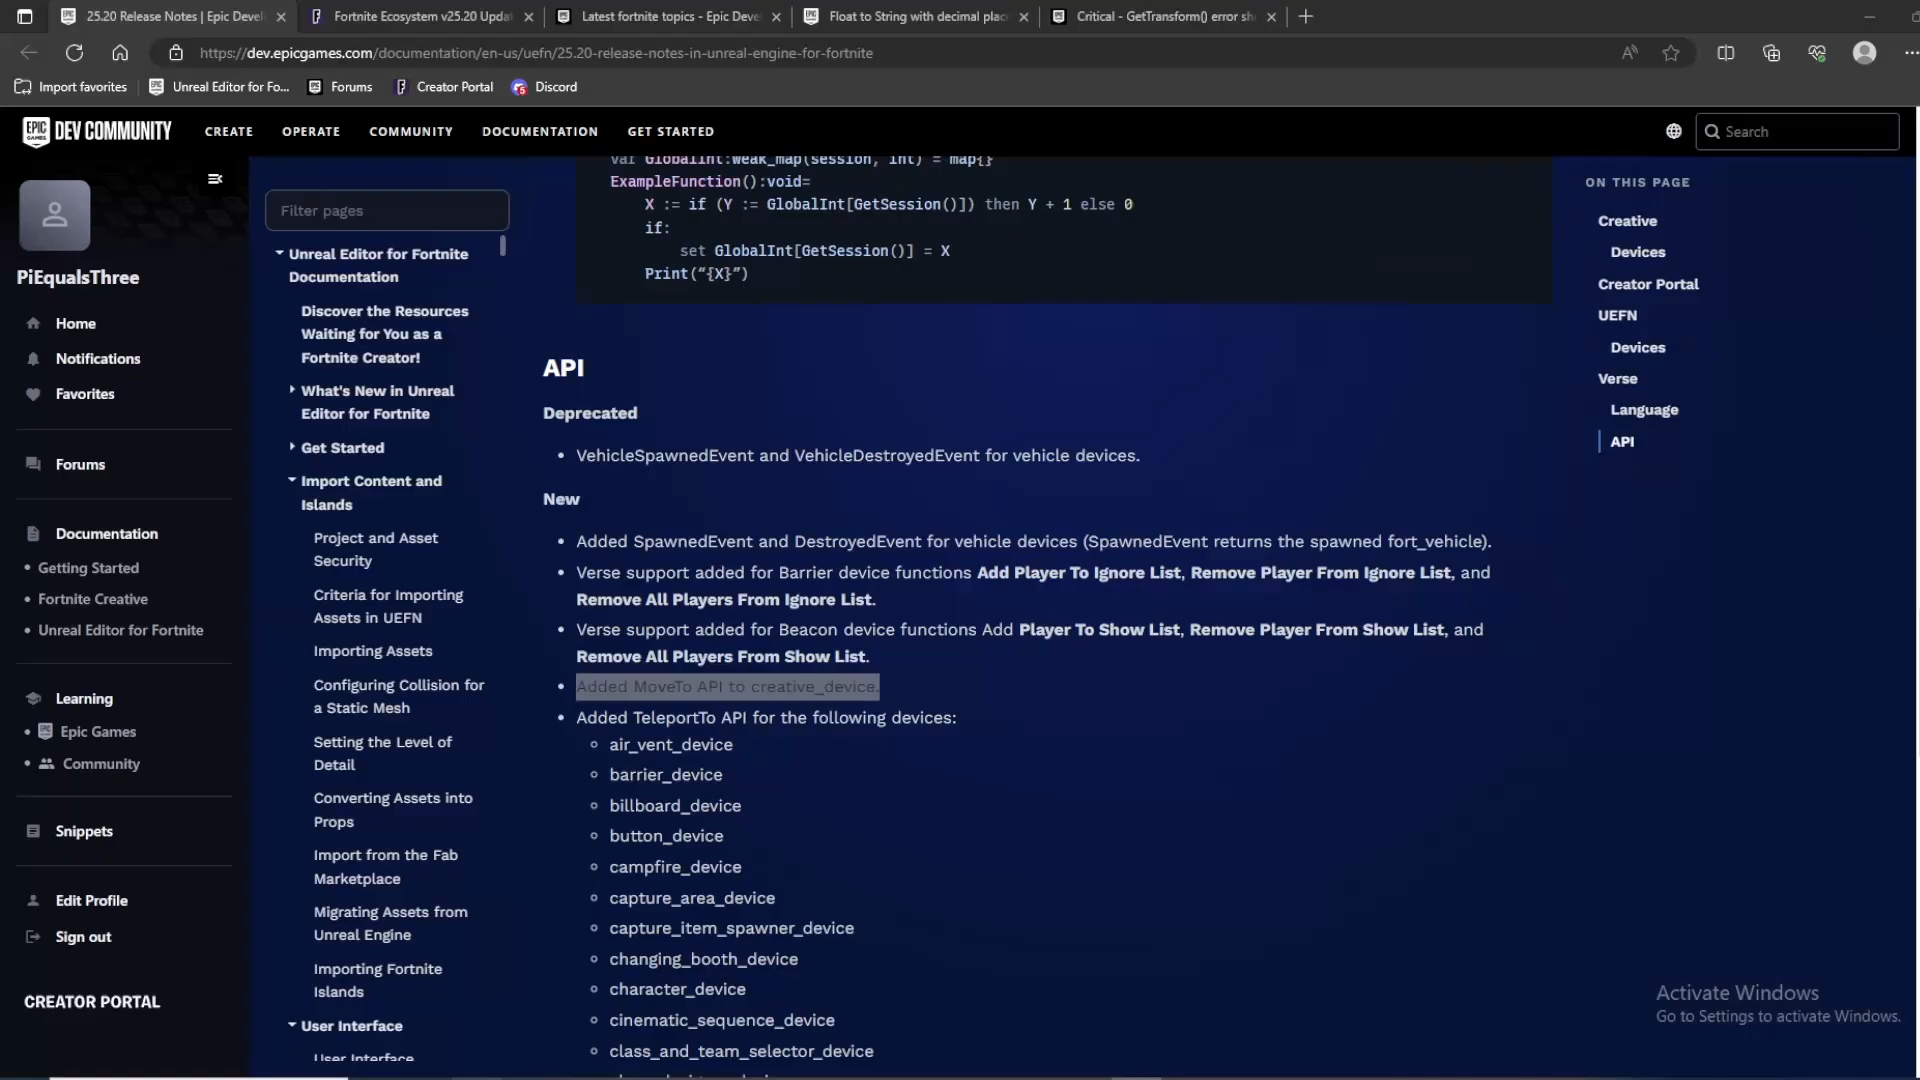 25.20 Release Notes | Epic Devel
Fortnite Ecosystem v25.20 Upda
Latest fortnite topics - Epic Deve
Float to String with decimal plac
Critical - GetTransform() error sh
https://dev.epicgames.com/documentation/en-us/uefn/25.20-release-notes-in-unreal-engine-for-fortnite
Import favorites
Unreal Editor for Fo...
Forums
Creator Portal
Discord
EPIC GAMES
DEV COMMUNITY
CREATE
OPERATE
COMMUNITY
DOCUMENTATION
GET STARTED
Search
PiEqualsThree
Home
Notifications
Favorites
Forums
Documentation
• Getting Started
• Fortnite Creative
• Unreal Editor for Fortnite
Learning
• Epic Games
• Community
Snippets
Edit Profile
Sign out
CREATOR PORTAL
Filter pages
Unreal Editor for Fortnite
Documentation
Discover the Resources
Waiting for You as a
Fortnite Creator!
What's New in Unreal
Editor for Fortnite
Get Started
Import Content and
Islands
Project and Asset
Security
Criteria for Importing
Assets in UEFN
Importing Assets
Configuring Collision for
a Static Mesh
Setting the Level of
Detail
Converting Assets into
Props
Import from the Fab
Marketplace
Migrating Assets from
Unreal Engine
Importing Fortnite
Islands
User Interface
User Interface
var GlobalInt:weak_map(session, int) = map{}
ExampleFunction():void=
X := if (Y := GlobalInt[GetSession()]) then Y + 1 else 0
if:
set GlobalInt[GetSession()] = X
Print(“{X}”)
API
Deprecated
• VehicleSpawnedEvent and VehicleDestroyedEvent for vehicle devices.
New
• Added SpawnedEvent and DestroyedEvent for vehicle devices (SpawnedEvent returns the spawned fort_vehicle).
• Verse support added for Barrier device functions Add Player To Ignore List, Remove Player From Ignore List, and
Remove All Players From Ignore List.
• Verse support added for Beacon device functions Add Player To Show List, Remove Player From Show List, and
Remove All Players From Show List.
• Added MoveTo API to creative_device.
• Added TeleportTo API for the following devices:
air_vent_device
barrier_device
billboard_device
button_device
campfire_device
capture_area_device
capture_item_spawner_device
changing_booth_device
character_device
cinematic_sequence_device
class_and_team_selector_device
ON THIS PAGE
Creative
Devices
Creator Portal
UEFN
Devices
Verse
Language
API
Activate Windows
Go to Settings to activate Windows.